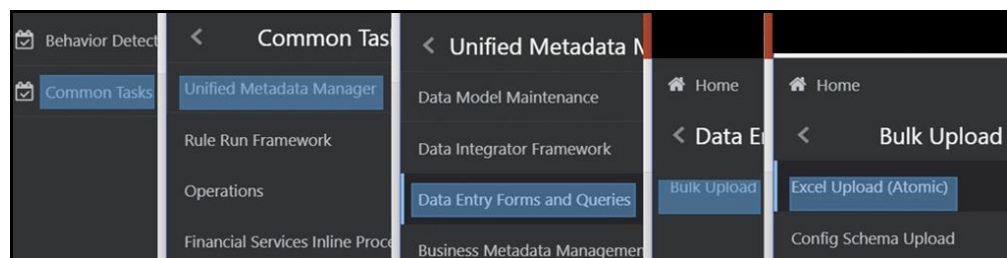 Behavior Detect
Common Tasks
Common Tas
Unified Metadata Manager
Rule Run Framework
Operations
Financial Services Inline Proce
Unified Metadata M
Data Model Maintenance
Data Integrator Framework
Data Entry Forms and Queries
Business Metadata Managemen
Home
Data E
Bulk Upload
Home
Bulk Upload
Excel Upload (Atomic)
Config Schema Upload